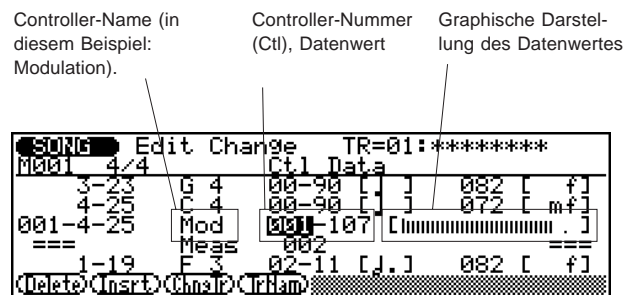 Controller-Name (in diesem Beispiel: Modulation).
Controller-Nummer (Ctl), Datenwert
Graphische Darstel-lung des Datenwertes
SONG Edit Change TR=01:********
M001 4/4 Ctl Data
3-23 G 4 00-90 [♩ ] 082 [ f]
4-25 C 4 00-90 [♩ ] 072 [ mf]
001-4-25 Mod 001-107 [ . ]
=== Meas 002 ===
1-19 F 3 02-11 [♩.] 082 [ f]
(Delete)(Insrt)(ChngTr)(TrNam)